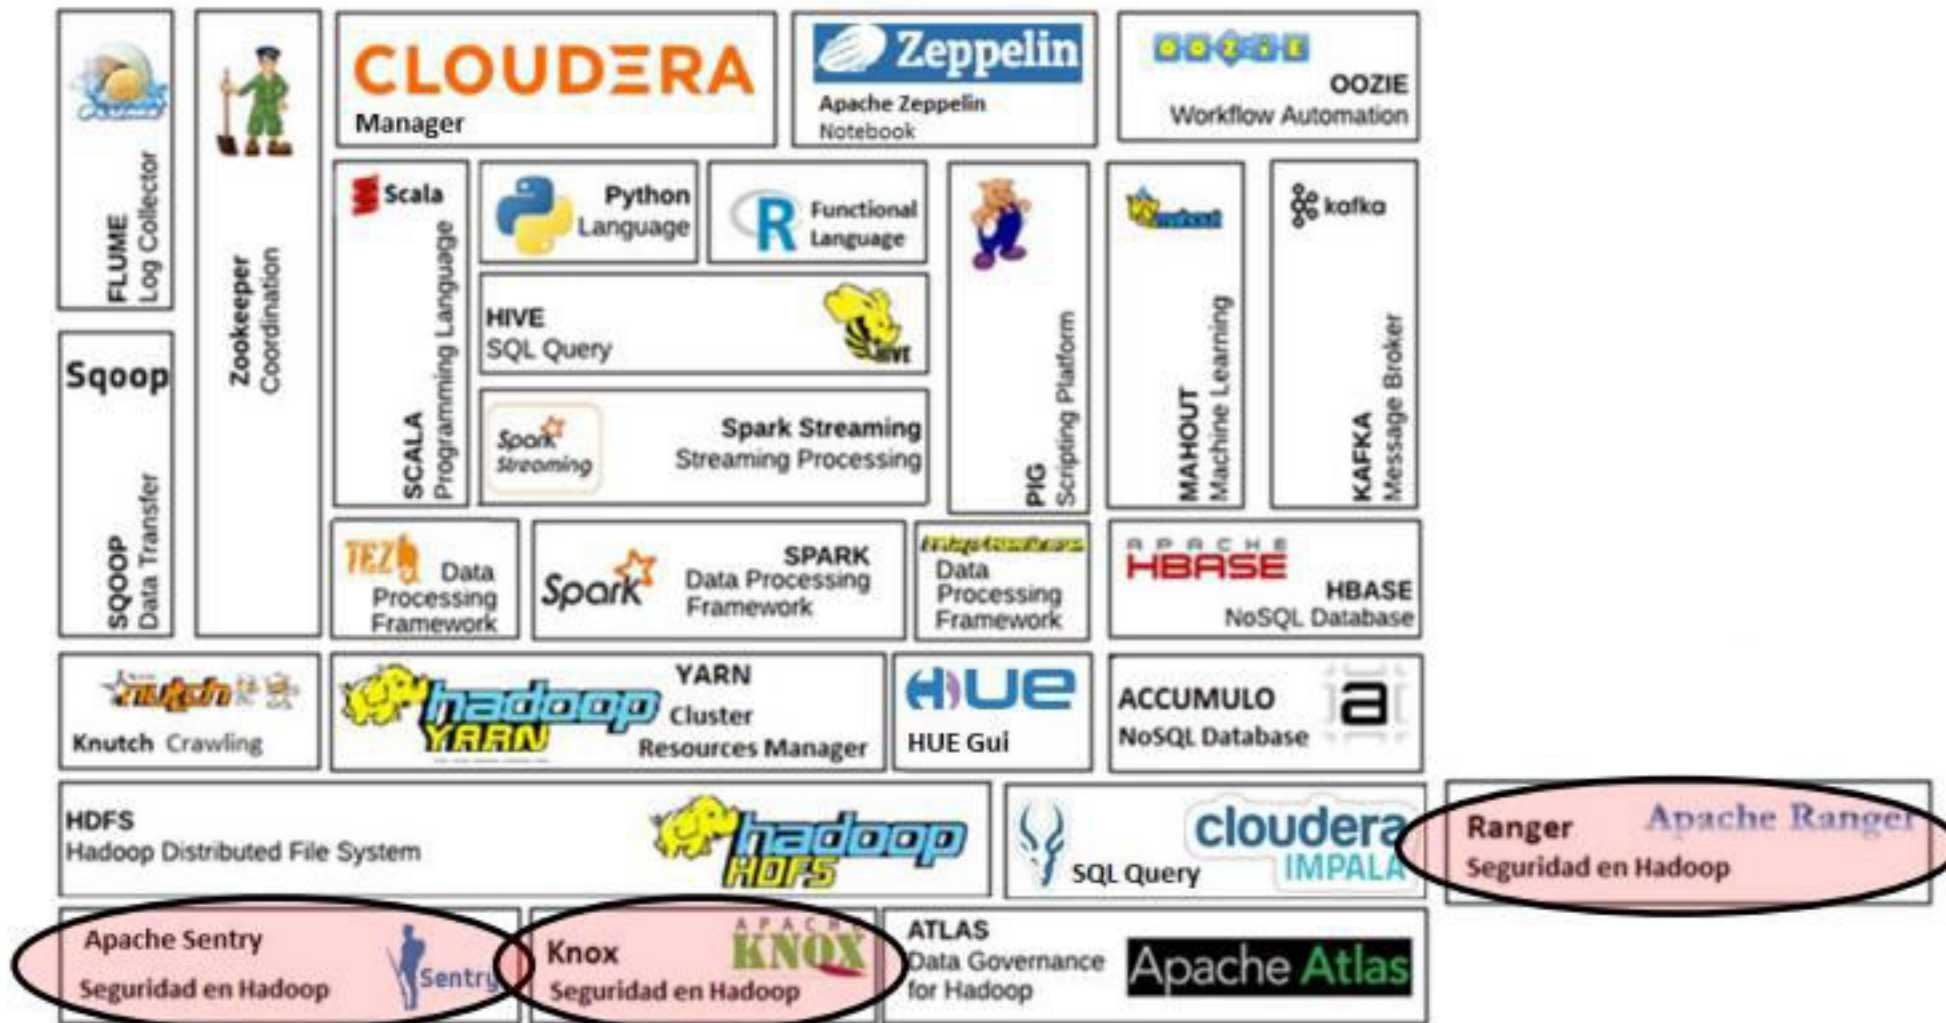 FLUME
FLUME
Log Collector
Zookeeper
Coordination
CLOUDERA
Manager
Zeppelin
Apache Zeppelin
Notebook
OOZiE
OOZIE
Workflow Automation
Sqoop
SQOOP
Data Transfer
Scala
SCALA
Programming Language
Python
Language
R
Functional
Language
HIVE
SQL Query
HIVE
Spark
Streaming
Spark Streaming
Streaming Processing
PIG
Scripting Platform
mahout
MAHOUT
Machine Learning
kafka
KAFKA
Message Broker
TEZ
Data
Processing
Framework
Spark
SPARK
Data Processing
Framework
Data
Processing
Framework
APACHE
HBASE
HBASE
NoSQL Database
nutch
Knutch Crawling
hadoop
YARN
YARN
Cluster
Resources Manager
HUE
HUE Gui
ACCUMULO
NoSQL Database
a
HDFS
Hadoop Distributed File System
hadoop
HDFS
SQL Query
cloudera
IMPALA
Ranger
Apache Ranger
Seguridad en Hadoop
Apache Sentry
Seguridad en Hadoop
Sentry
Knox
APACHE
KNOX
Seguridad en Hadoop
ATLAS
Data Governance
for Hadoop
Apache Atlas